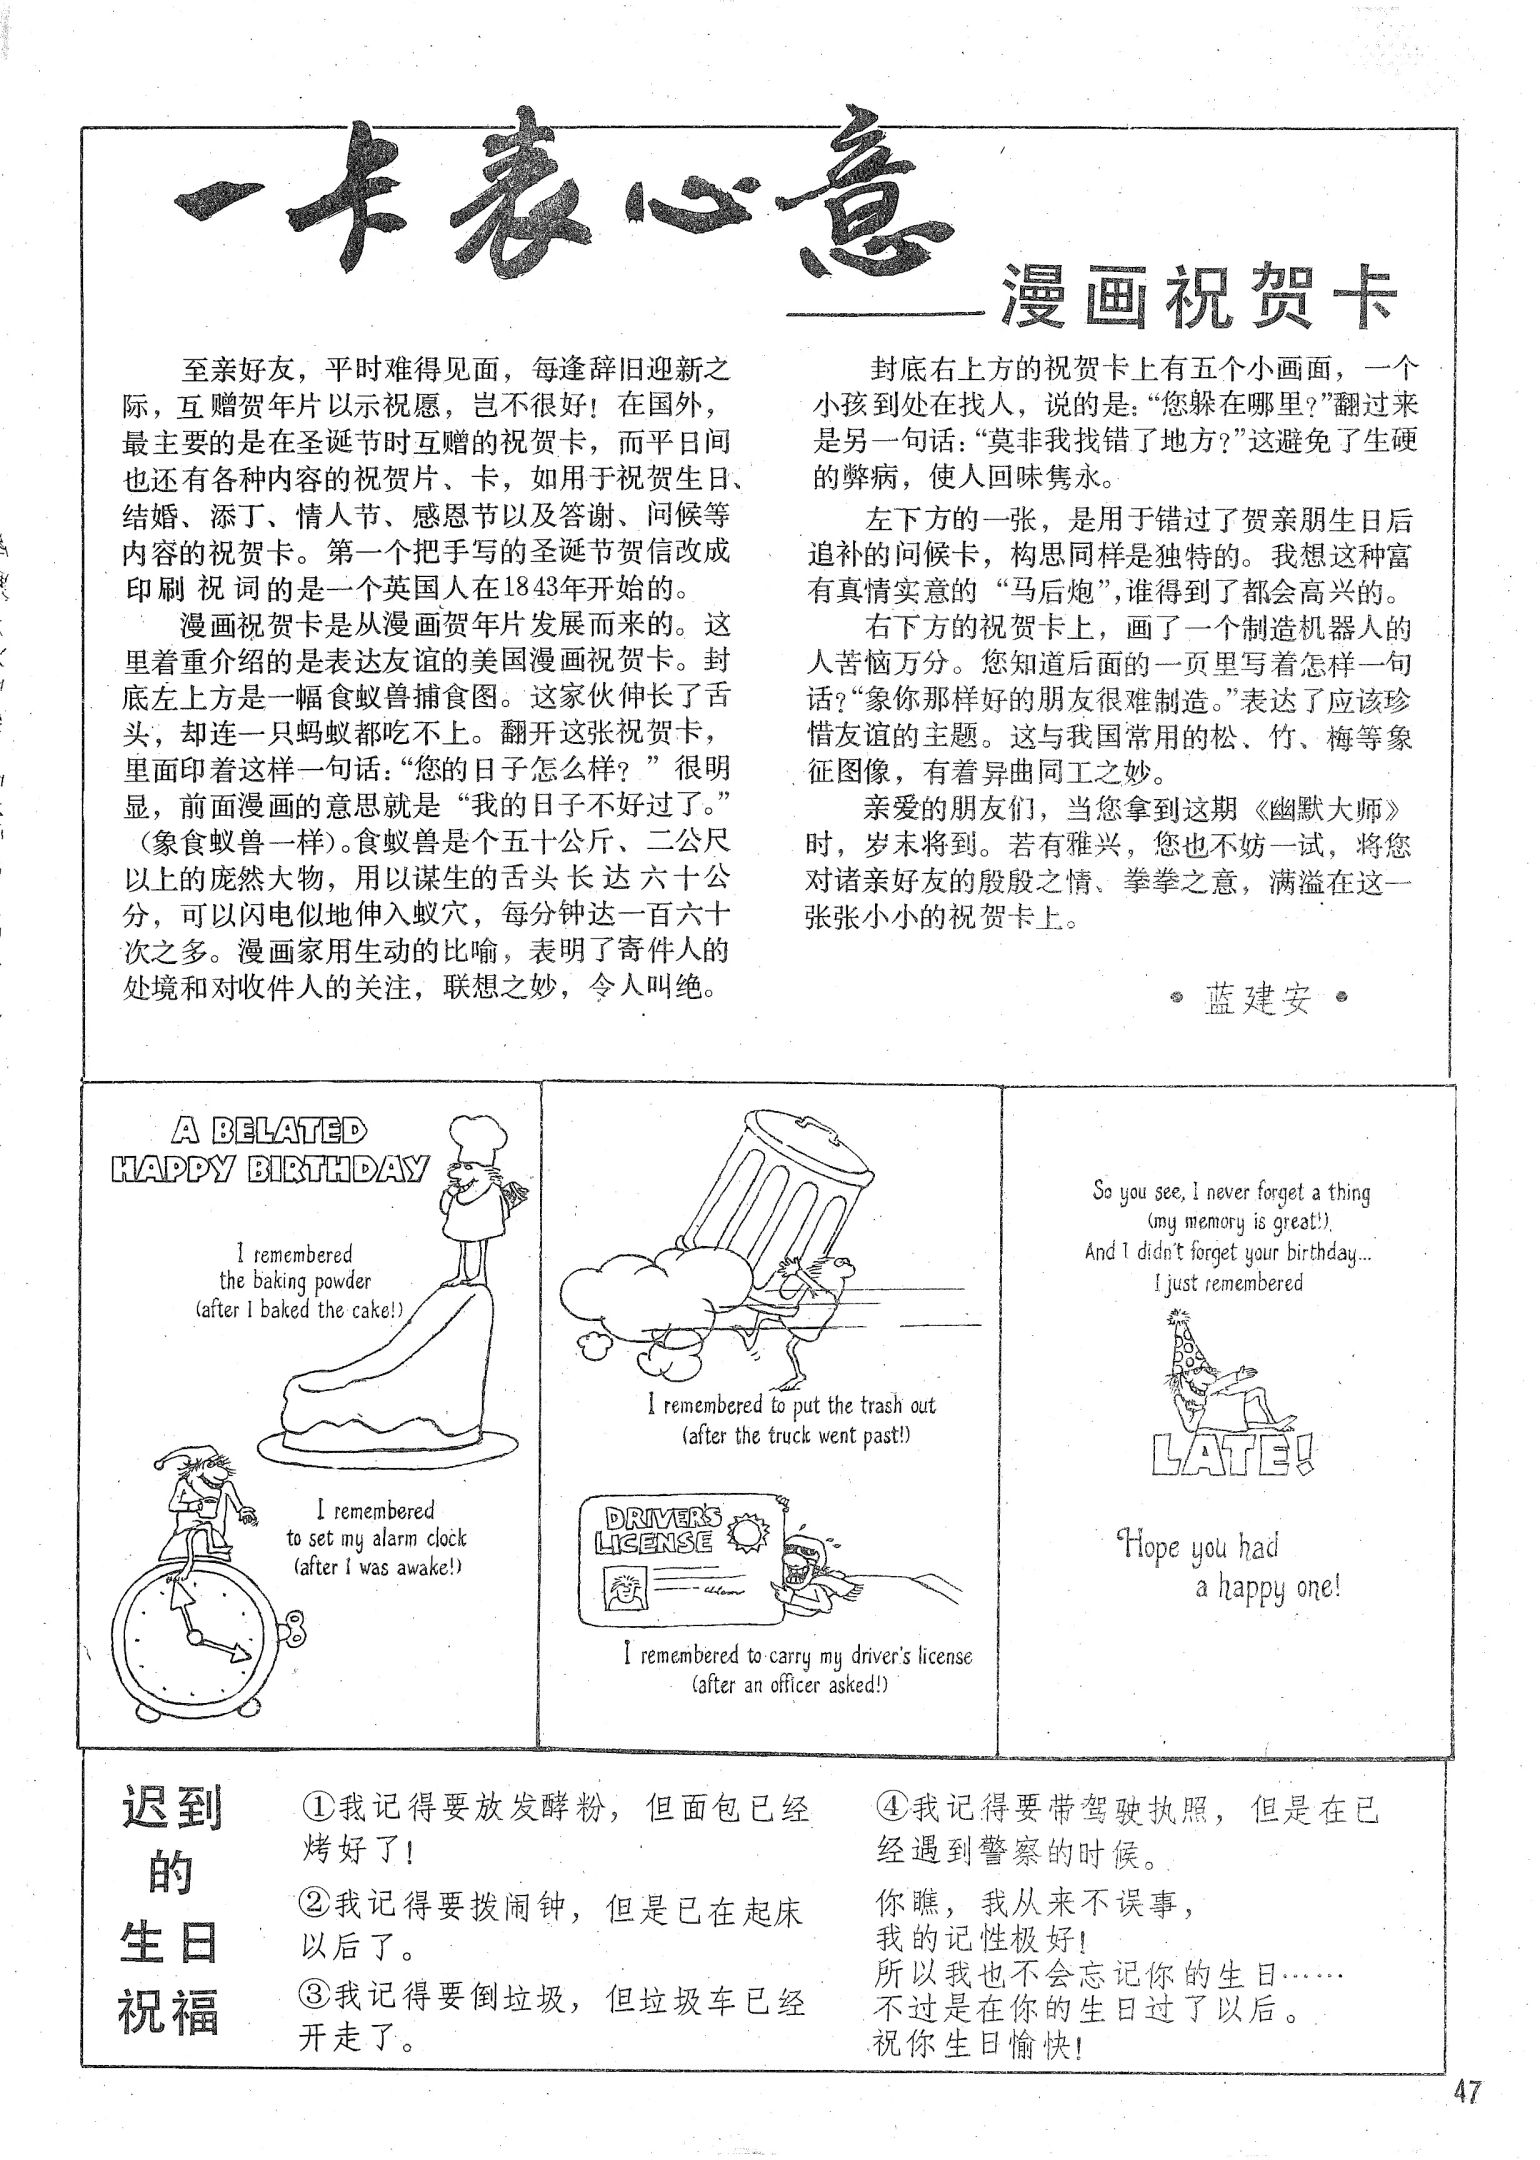 一卡表心意
——漫画祝贺卡
至亲好友，平时难得见面，每逢辞旧迎新之
际，互赠贺年片以示祝愿，岂不很好！在国外，
最主要的是在圣诞节时互赠的祝贺卡，而平日间
也还有各种内容的祝贺片、卡，如用于祝贺生日、
结婚、添丁、情人节、感恩节以及答谢、问候等
内容的祝贺卡。第一个把手写的圣诞节贺信改成
印刷祝词的是一个英国人在1843年开始的。
漫画祝贺卡是从漫画贺年片发展而来的。这
里着重介绍的是表达友谊的美国漫画祝贺卡。封
底左上方是一幅食蚁兽捕食图。这家伙伸长了舌
头，却连一只蚂蚁都吃不上。翻开这张祝贺卡，
里面印着这样一句话：“您的日子怎么样？”很明
显，前面漫画的意思就是“我的日子不好过了。”
（象食蚁兽一样）。食蚁兽是个五十公斤、二公尺
以上的庞然大物，用以谋生的舌头长达六十公
分，可以闪电似地伸入蚁穴，每分钟达一百六十
次之多。漫画家用生动的比喻，表明了寄件人的
处境和对收件人的关注，联想之妙，令人叫绝。
封底右上方的祝贺卡上有五个小画面，一个
小孩到处在找人，说的是：“您躲在哪里？”翻过来
是另一句话：“莫非我找错了地方？”这避免了生硬
的弊病，使人回味隽永。
左下方的一张，是用于错过了贺亲朋生日后
追补的问候卡，构思同样是独特的。我想这种富
有真情实意的“马后炮”，谁得到了都会高兴的。
右下方的祝贺卡上，画了一个制造机器人的
人苦恼万分。您知道后面的一页里写着怎样一句
话？“象你那样好的朋友很难制造。”表达了应该珍
惜友谊的主题。这与我国常用的松、竹、梅等象
征图像，有着异曲同工之妙。
亲爱的朋友们，当您拿到这期《幽默大师》
时，岁末将到。若有雅兴，您也不妨一试，将您
对诸亲好友的殷殷之情、拳拳之意，满溢在这一
张张小小的祝贺卡上。
·蓝建安·
A BELATED
HAPPY BIRTHDAY
I remembered
the baking powder
(after I baked the cake!)
I remembered
to set my alarm clock
(after I was awake!)
I remembered to put the trash out
(after the truck went past!)
DRIVER'S
LICENSE
I remembered to carry my driver's license
(after an officer asked!)
So you see, I never forget a thing
(my memory is great!).
And I didn't forget your birthday...
I just remembered
LATE!
Hope you had
a happy one!
迟到
的
生日
祝福
①我记得要放发酵粉，但面包已经
烤好了！
②我记得要拨闹钟，但是已在起床
以后了。
③我记得要倒垃圾，但垃圾车已经
开走了。
④我记得要带驾驶执照，但是在已
经遇到警察的时候。
你瞧，我从来不误事，
我的记性极好！
所以我也不会忘记你的生日……
不过是在你的生日过了以后。
祝你生日愉快！
47